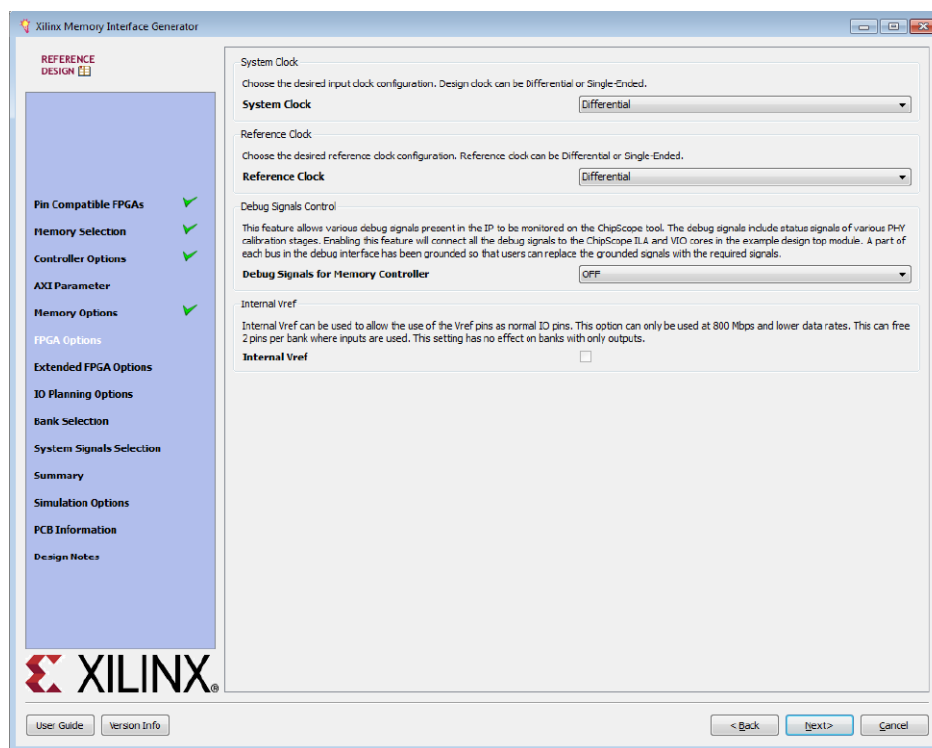 Xilinx Memory Interface Generator
REFERENCE
DESIGN
Pin Compatible FPGAs
Memory Selection
Controller Options
AXI Parameter
Memory Options
FPGA Options
Extended FPGA Options
IO Planning Options
Bank Selection
System Signals Selection
Summary
Simulation Options
PCB Information
Design Notes
XILINX®
System Clock
Choose the desired input clock configuration. Design clock can be Differential or Single-Ended.
System Clock Differential
Reference Clock
Choose the desired reference clock configuration. Reference clock can be Differential or Single-Ended.
Reference Clock Differential
Debug Signals Control
This feature allows various debug signals present in the IP to be monitored on the ChipScope tool. The debug signals include status signals of various PHY
calibration stages. Enabling this feature will connect all the debug signals to the ChipScope ILA and VIO cores in the example design top module. A part of
each bus in the debug interface has been grounded so that users can replace the grounded signals with the required signals.
Debug Signals for Memory Controller OFF
Internal Vref
Internal Vref can be used to allow the use of the Vref pins as normal IO pins. This option can only be used at 800 Mbps and lower data rates. This can free
2 pins per bank where inputs are used. This setting has no effect on banks with only outputs.
Internal Vref
User Guide Version Info < Back Next> Cancel